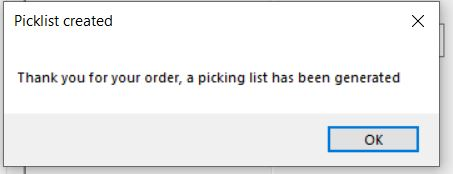 Picklist created
Thank you for your order, a picking list has been generated
OK